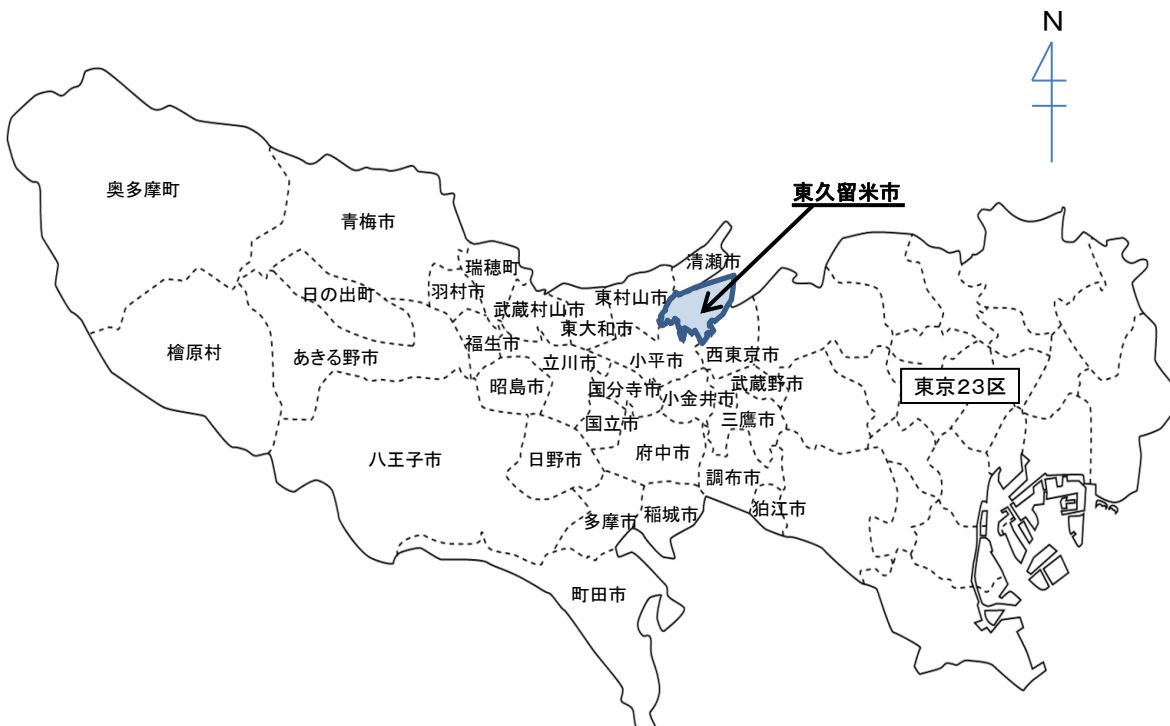 N
奥多摩町
東久留米市
青梅市
清瀬市
瑞穂町
羽村市
日の出町
東村山市
武蔵村山市
東大和市
福生市
檜原村
あきる野市
立川市
小平市
西東京市
昭島市
国分寺市
武蔵野市
東京23区
小金井市
国立市
三鷹市
八王子市
日野市
府中市
調布市
多摩市
稲城市
狛江市
町田市